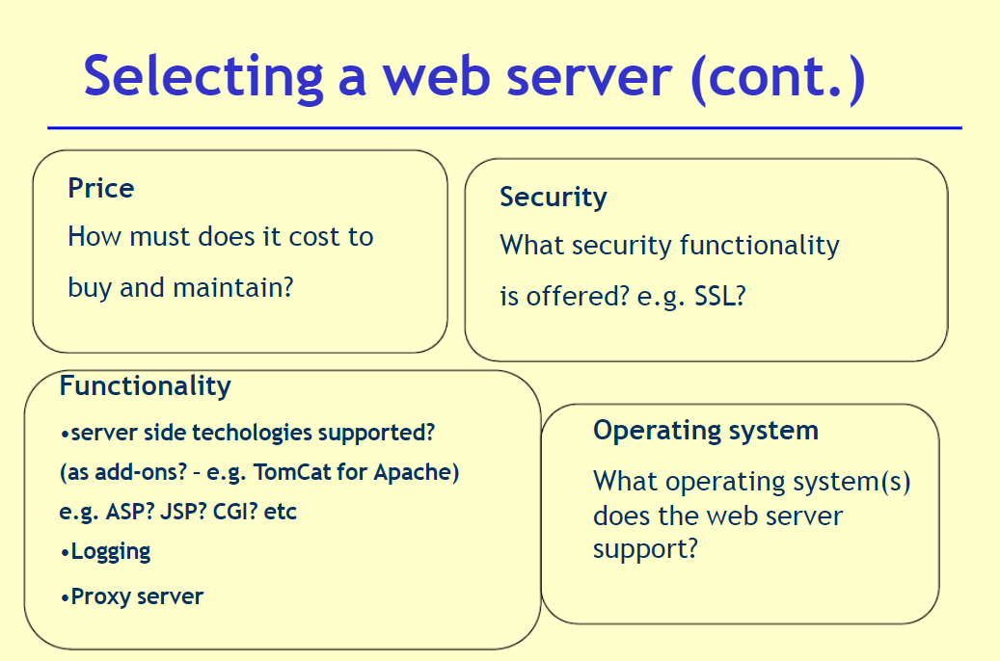 Selecting a web server (cont.)
Price
How must does it cost to
buy and maintain?
Security
What security functionality
is offered? e.g. SSL?
Functionality
•server side techologies supported?
(as add-ons? – e.g. TomCat for Apache)
e.g. ASP? JSP? CGI? etc
•Logging
•Proxy server
Operating system
What operating system(s)
does the web server
support?